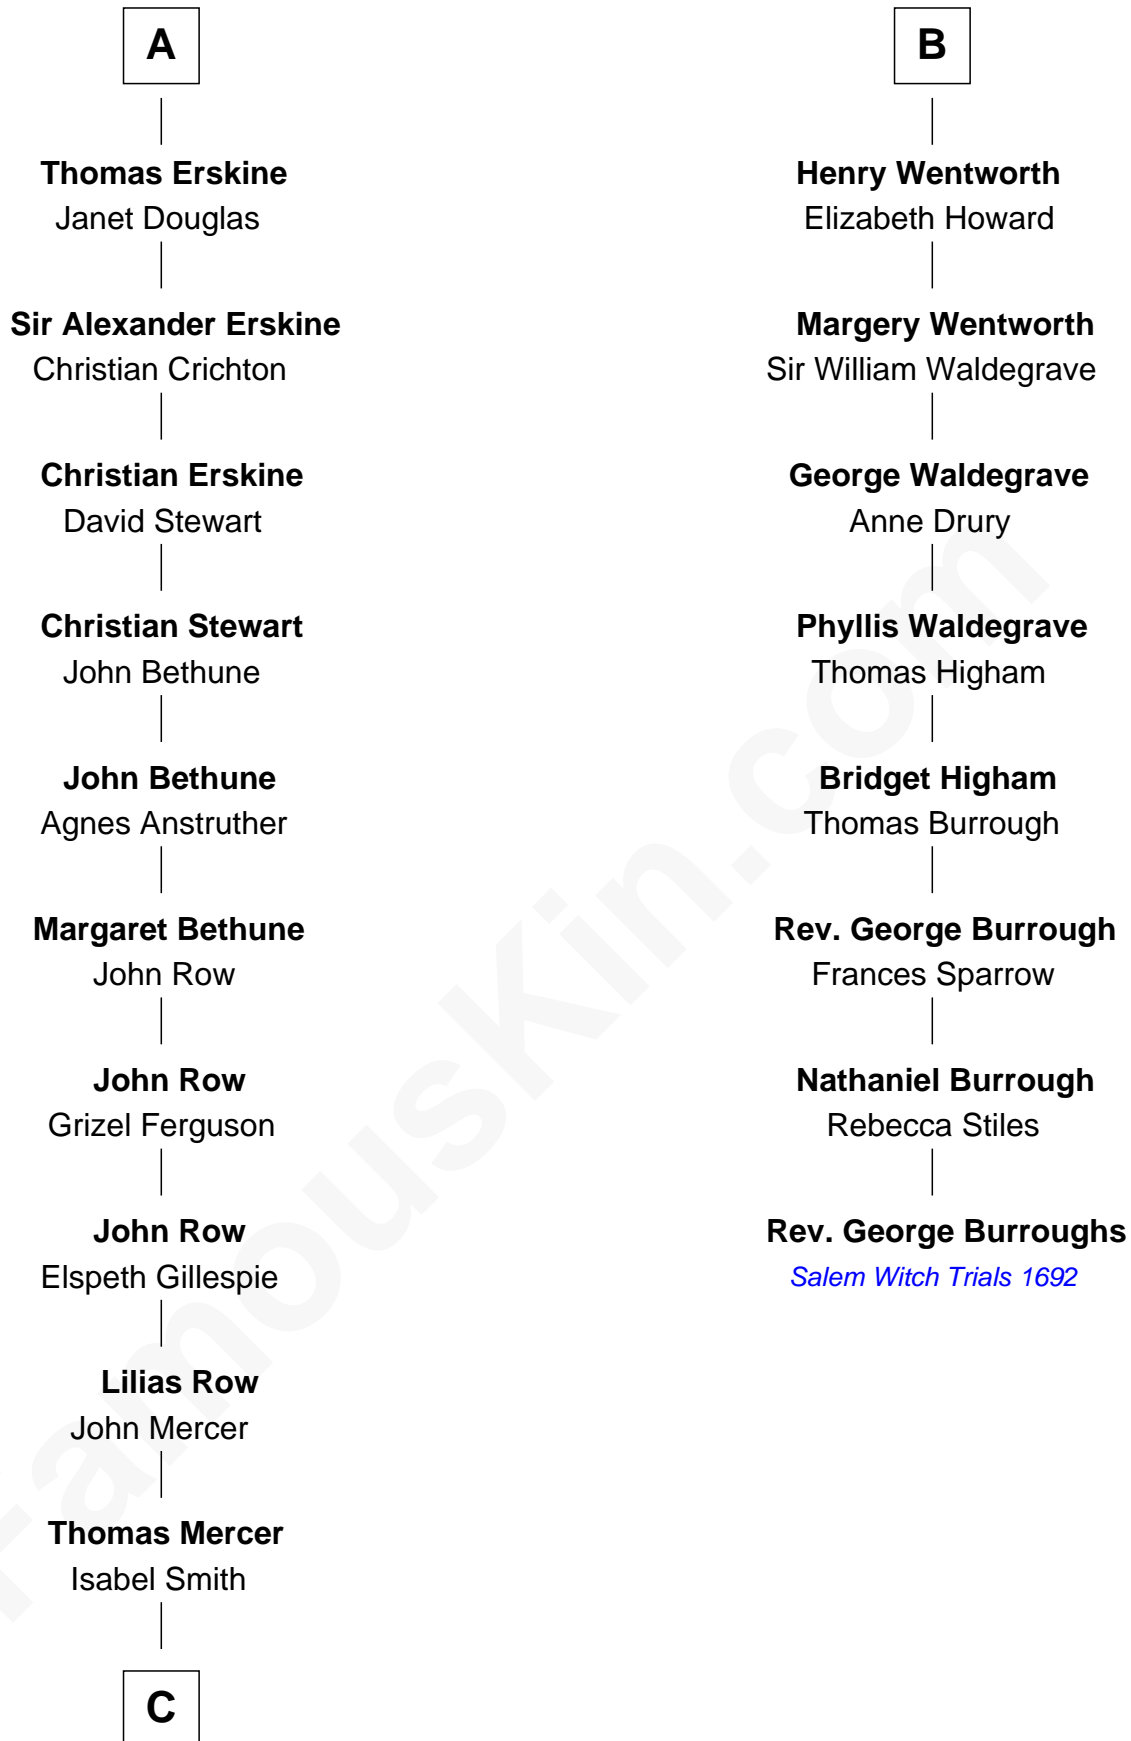 A
Thomas Erskine
Janet Douglas
Sir Alexander Erskine
Christian Crichton
Christian Erskine
David Stewart
Christian Stewart
John Bethune
John Bethune
Agnes Anstruther
Margaret Bethune
John Row
John Row
Grizel Ferguson
John Row
Elspeth Gillespie
Lilias Row
John Mercer
Thomas Mercer
Isabel Smith
C
B
Henry Wentworth
Elizabeth Howard
Margery Wentworth
Sir William Waldegrave
George Waldegrave
Anne Drury
Phyllis Waldegrave
Thomas Higham
Bridget Higham
Thomas Burrough
Rev. George Burrough
Frances Sparrow
Nathaniel Burrough
Rebecca Stiles
Rev. George Burroughs
Salem Witch Trials 1692
FamousKin.com